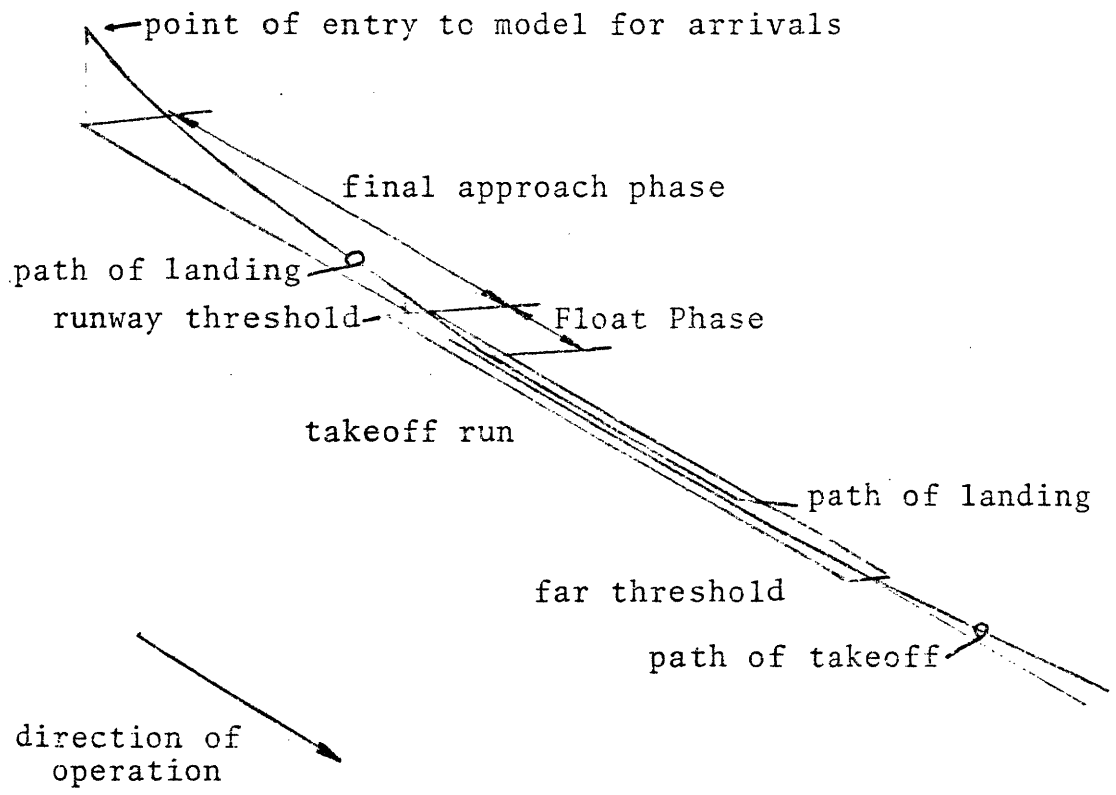 point of entry to model for arrivals
final approach phase
path of landing
runway threshold
Float Phase
takeoff run
path of landing
far threshold
path of takeoff
direction of
operation